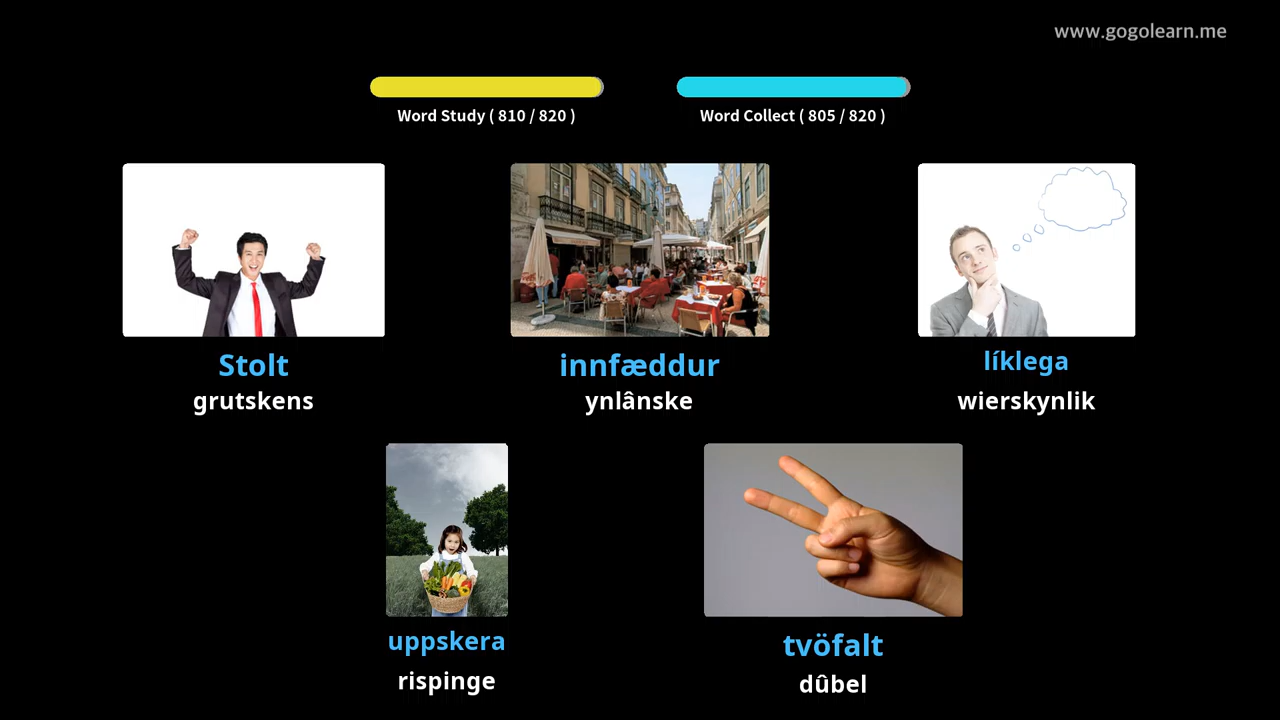 www.gogolearn.me
Word Study ( 810 / 820 )
Word Collect ( 805 / 820 )
Stolt
grutskens
innfæddur
ynlânske
líklega
wierskynlik
uppskera
rispinge
tvöfalt
dûbel